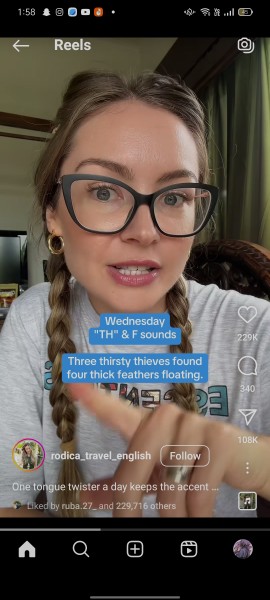 1:58
Reels
Wednesday
"TH" & F sounds
Three thirsty thieves found
four thick feathers floating.
229K
340
108K
rodica_travel_english
Follow
One tongue twister a day keeps the accent ...
Liked by ruba.27_ and 229,716 others